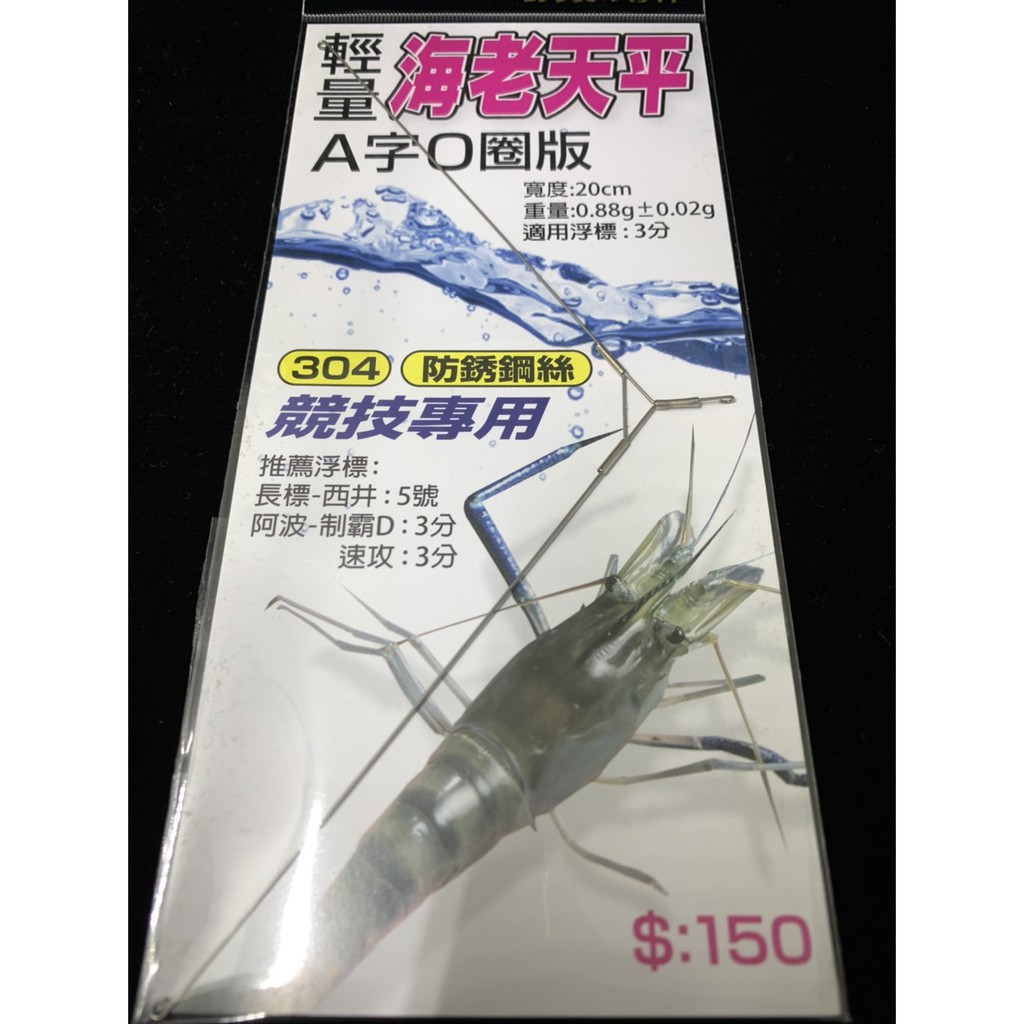 輕量 海老天平
A字O圈版
寬度:20cm
重量:0.88g±0.02g
適用浮標:3分
304 防銹鋼絲
競技專用
推薦浮標:
長標-西井:5號
阿波-制霸D:3分
速攻:3分
$:150